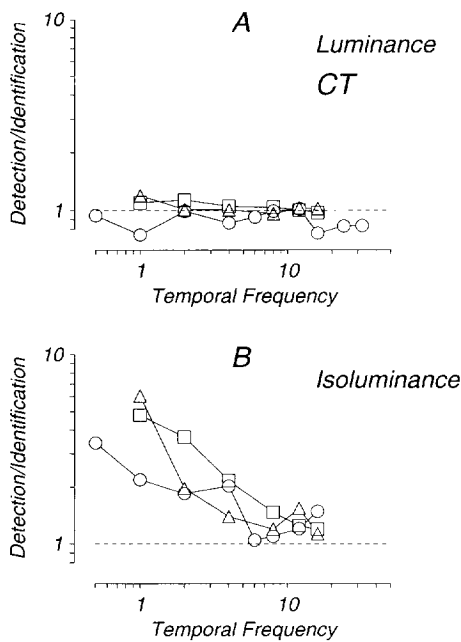 A
Luminance
CT
10
1
Detection/Identification
1
10
Temporal Frequency
B
Isoluminance
10
1
Detection/Identification
1
10
Temporal Frequency